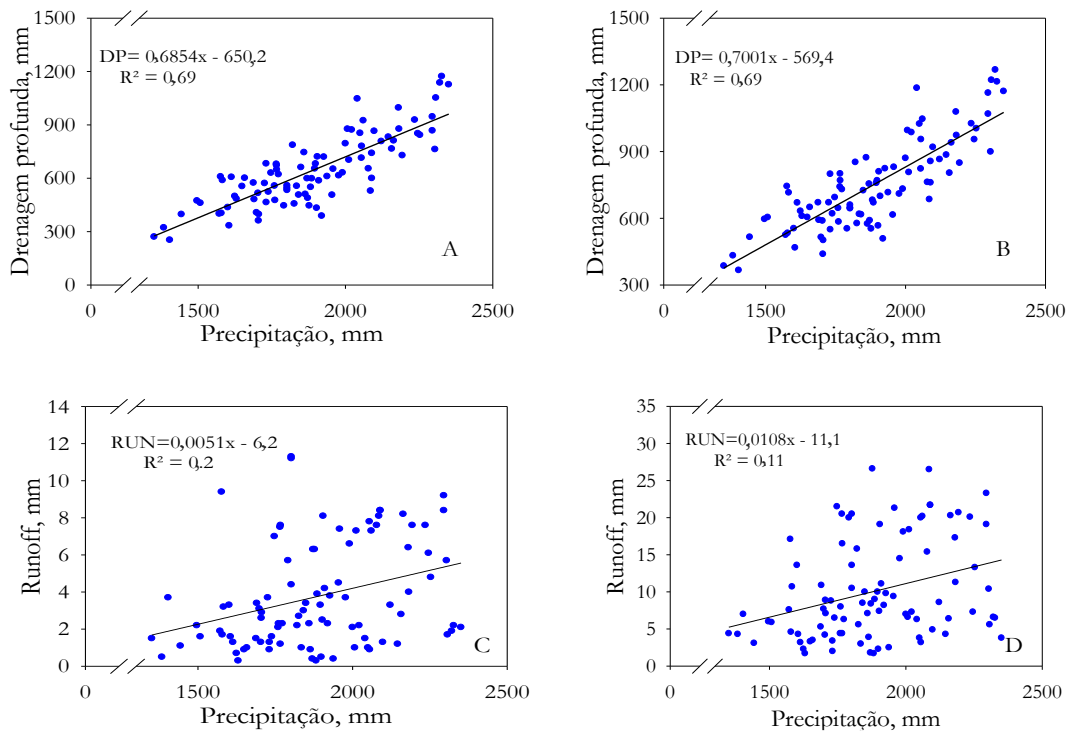 1500
1200
900
600
300
0
Drenagem profunda, mm
DP= 0,6854x - 650,2
R² = 0,69
A
0
1500
2000
2500
Precipitação, mm
1500
1200
900
600
300
Drenagem profunda, mm
DP= 0,7001x - 569,4
R² = 0,69
B
0
1500
2000
2500
Precipitação, mm
14
12
10
8
6
4
2
0
Runoff, mm
RUN=0,0051x - 6,2
R² = 0,2
C
0
1500
2000
2500
Precipitação, mm
35
30
25
20
15
10
5
0
Runoff, mm
RUN=0,0108x - 11,1
R² = 0,11
D
0
1500
2000
2500
Precipitação, mm